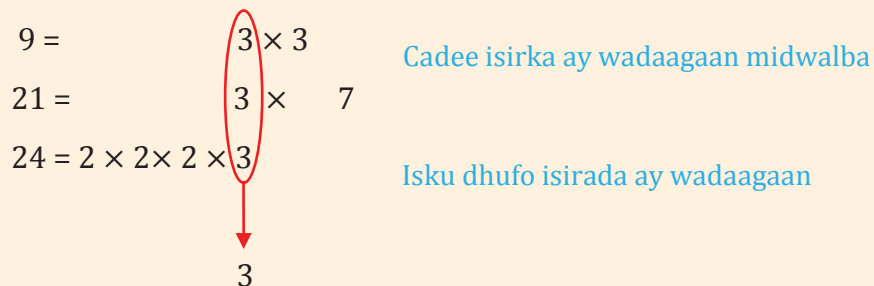 9 = 3 × 3
Cadee isirka ay wadaagaan midwalba
21 = 3 × 7
24 = 2 × 2× 2 × 3
Isku dhufo isirada ay wadaagaan
3